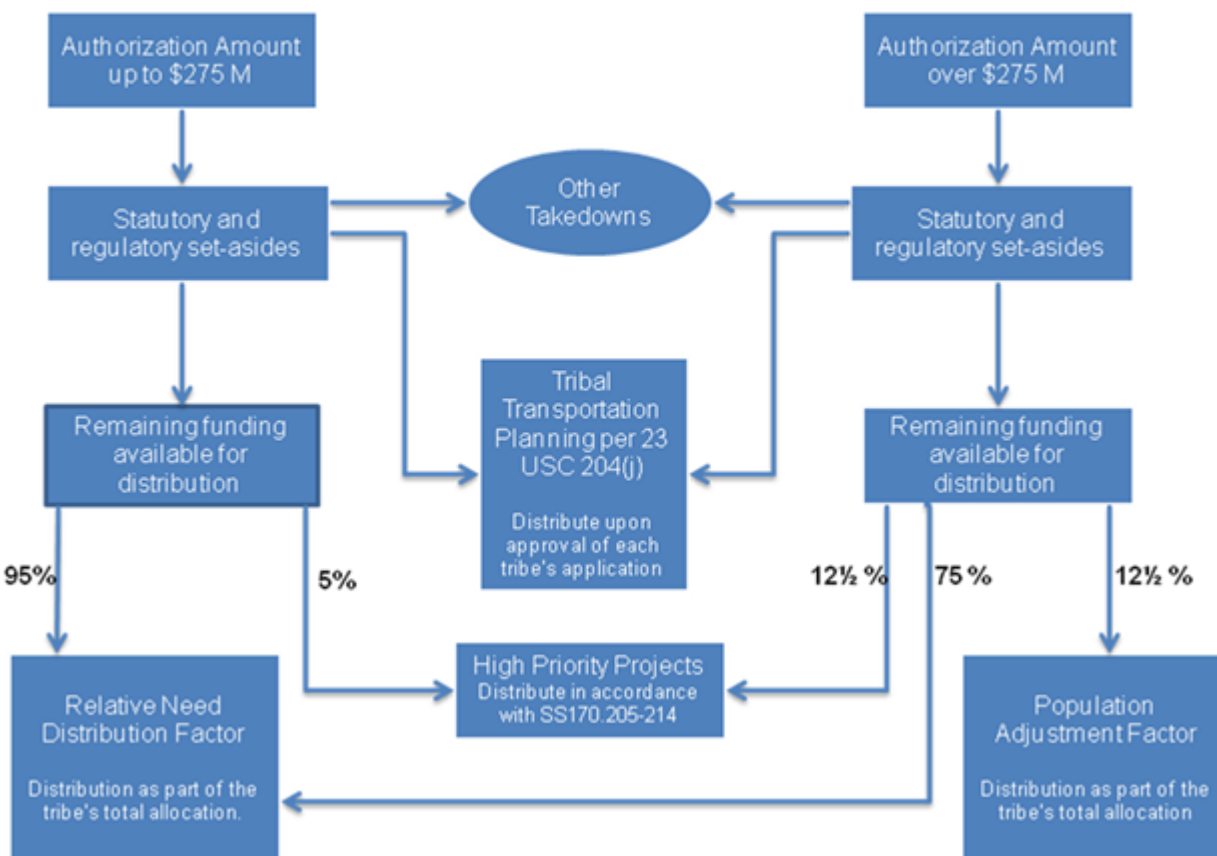 Authorization Amount
up to $275 M
Authorization Amount
over $275 M
Other
Takedowns
Statutory and
regulatory set-asides
Statutory and
regulatory set-asides
Tribal
Transportation
Planning per 23
USC 204(j)
Distribute upon
approval of each
tribe's application
Remaining funding
available for
distribution
Remaining funding
available for
distribution
95%
5%
12½ %
75 %
12½ %
High Priority Projects
Distribute in accordance
with SS170.205-214
Relative Need
Distribution Factor
Distribution as part of the
tribe's total allocation.
Population
Adjustment Factor
Distribution as part of the
tribe's total allocation